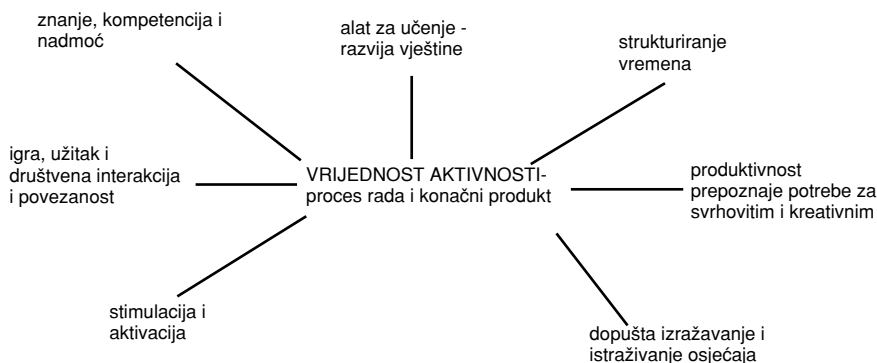 znanje, kompetencija i
nadmoć
alat za učenje -
razvija vještine
strukturiranje
vremena
igra, užitak i
društvena interakcija
i povezanost
VRIJEDNOST AKTIVNOSTI-
proces rada i konačni produkt
produktivnost
prepoznaje potrebe za
svrhovitim i kreativnim
stimulacija i
aktivacija
dopušta izražavanje i
istraživanje osjećaja